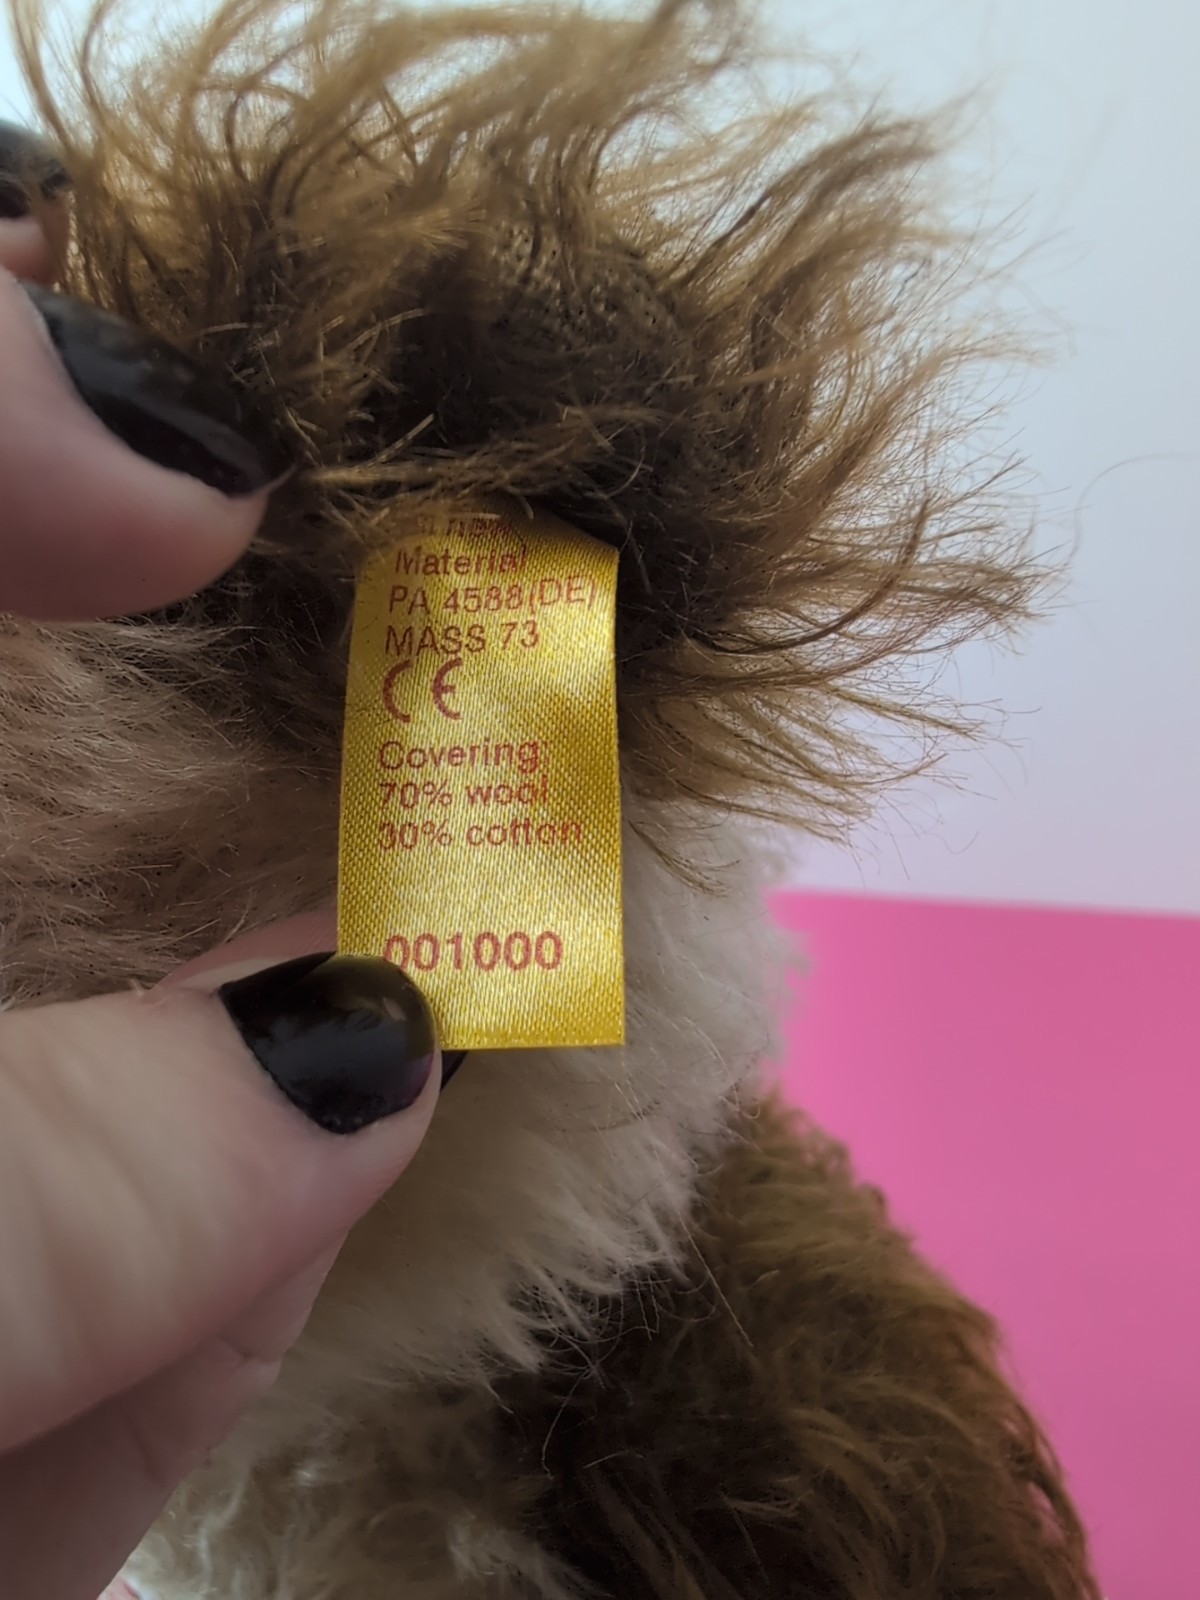 Material
PA 4588(DE)
MASS 73
CE
Covering:
70% wool
30% cotton
001000